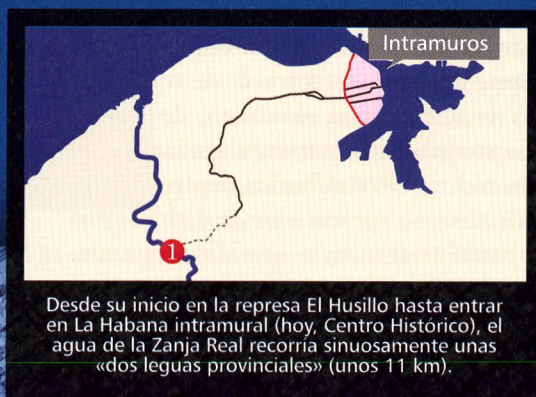 Intramuros
1
Desde su inicio en la represa El Husillo hasta entrar
en La Habana intramural (hoy, Centro Histórico), el
agua de la Zanja Real recorría sinuosamente unas
«dos leguas provinciales» (unos 11 km).